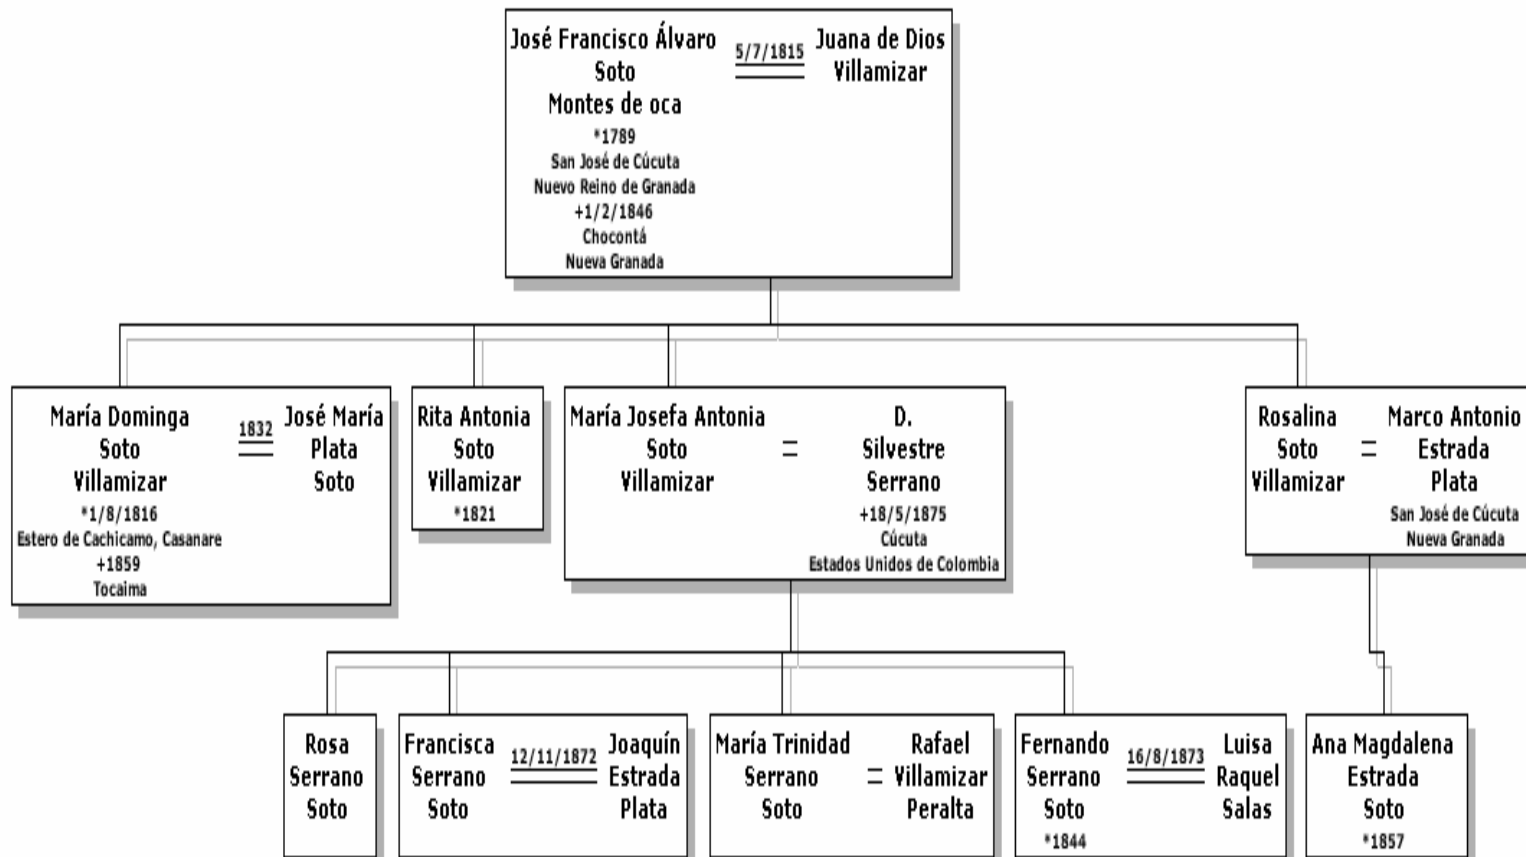 José Francisco Álvaro
Soto
Montes de oca
*1789
San José de Cúcuta
Nuevo Reino de Granada
+1/2/1846
Chocontá
Nueva Granada
5/7/1815
Juana de Dios
Villamizar
María Dominga
Soto
Villamizar
*1/8/1816
Estero de Cachicamo, Casanare
+1859
Tocaima
1832
José María
Plata
Soto
Rita Antonia
Soto
Villamizar
*1821
María Josefa Antonia
Soto
Villamizar
D.
Silvestre
Serrano
+18/5/1875
Cúcuta
Estados Unidos de Colombia
Rosalina
Soto
Villamizar
Marco Antonio
Estrada
Plata
San José de Cúcuta
Nueva Granada
Rosa
Serrano
Soto
Francisca
Serrano
Soto
12/11/1872
Joaquín
Estrada
Plata
María Trinidad
Serrano
Soto
Rafael
Villamizar
Peralta
Fernando
Serrano
Soto
*1844
16/8/1873
Luisa
Raquel
Salas
Ana Magdalena
Estrada
Soto
*1857